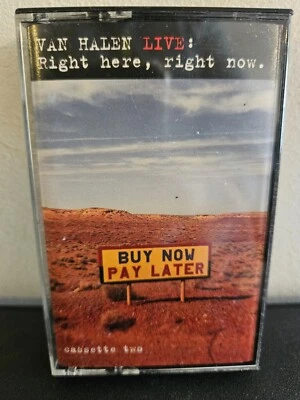 VAN HALEN LIVE:
Right here, right now.
BUY NOW
PAY LATER
cassette two